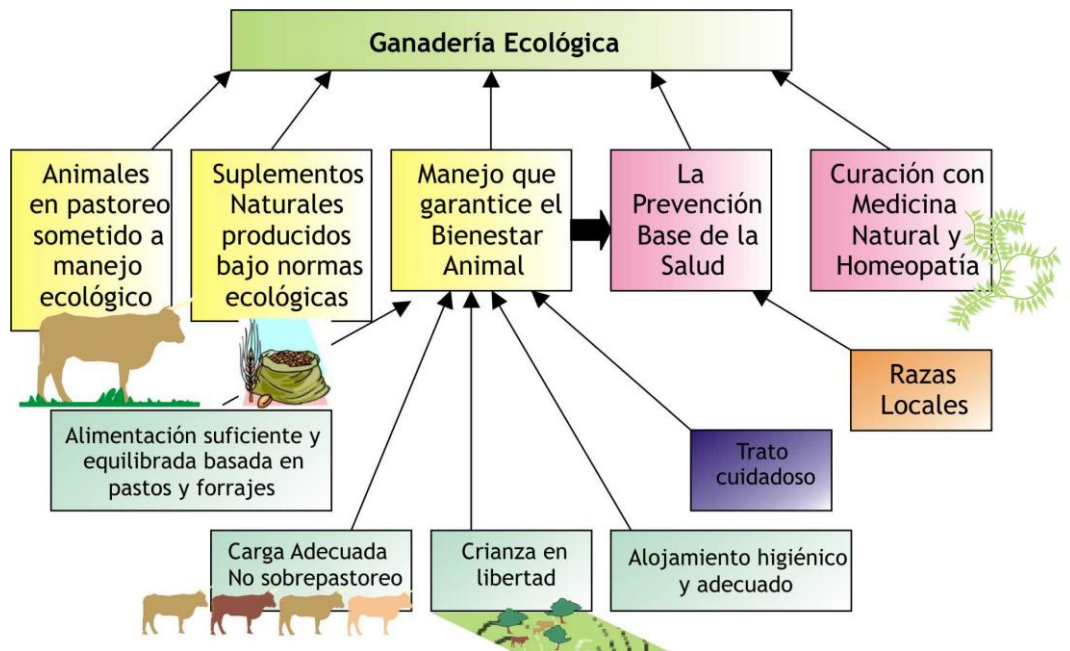 Ganadería Ecológica
Animales
en pastoreo
sometido a
manejo
ecológico
Suplementos
Naturales
producidos
bajo normas
ecológicas
Manejo que
garantice el
Bienestar
Animal
La
Prevención
Base de la
Salud
Curación con
Medicina
Natural y
Homeopatía
Razas
Locales
Alimentación suficiente y
equilibrada basada en
pastos y forrajes
Trato
cuidadoso
Carga Adecuada
No sobrepastoreo
Crianza en
libertad
Alojamiento higiénico
y adecuado